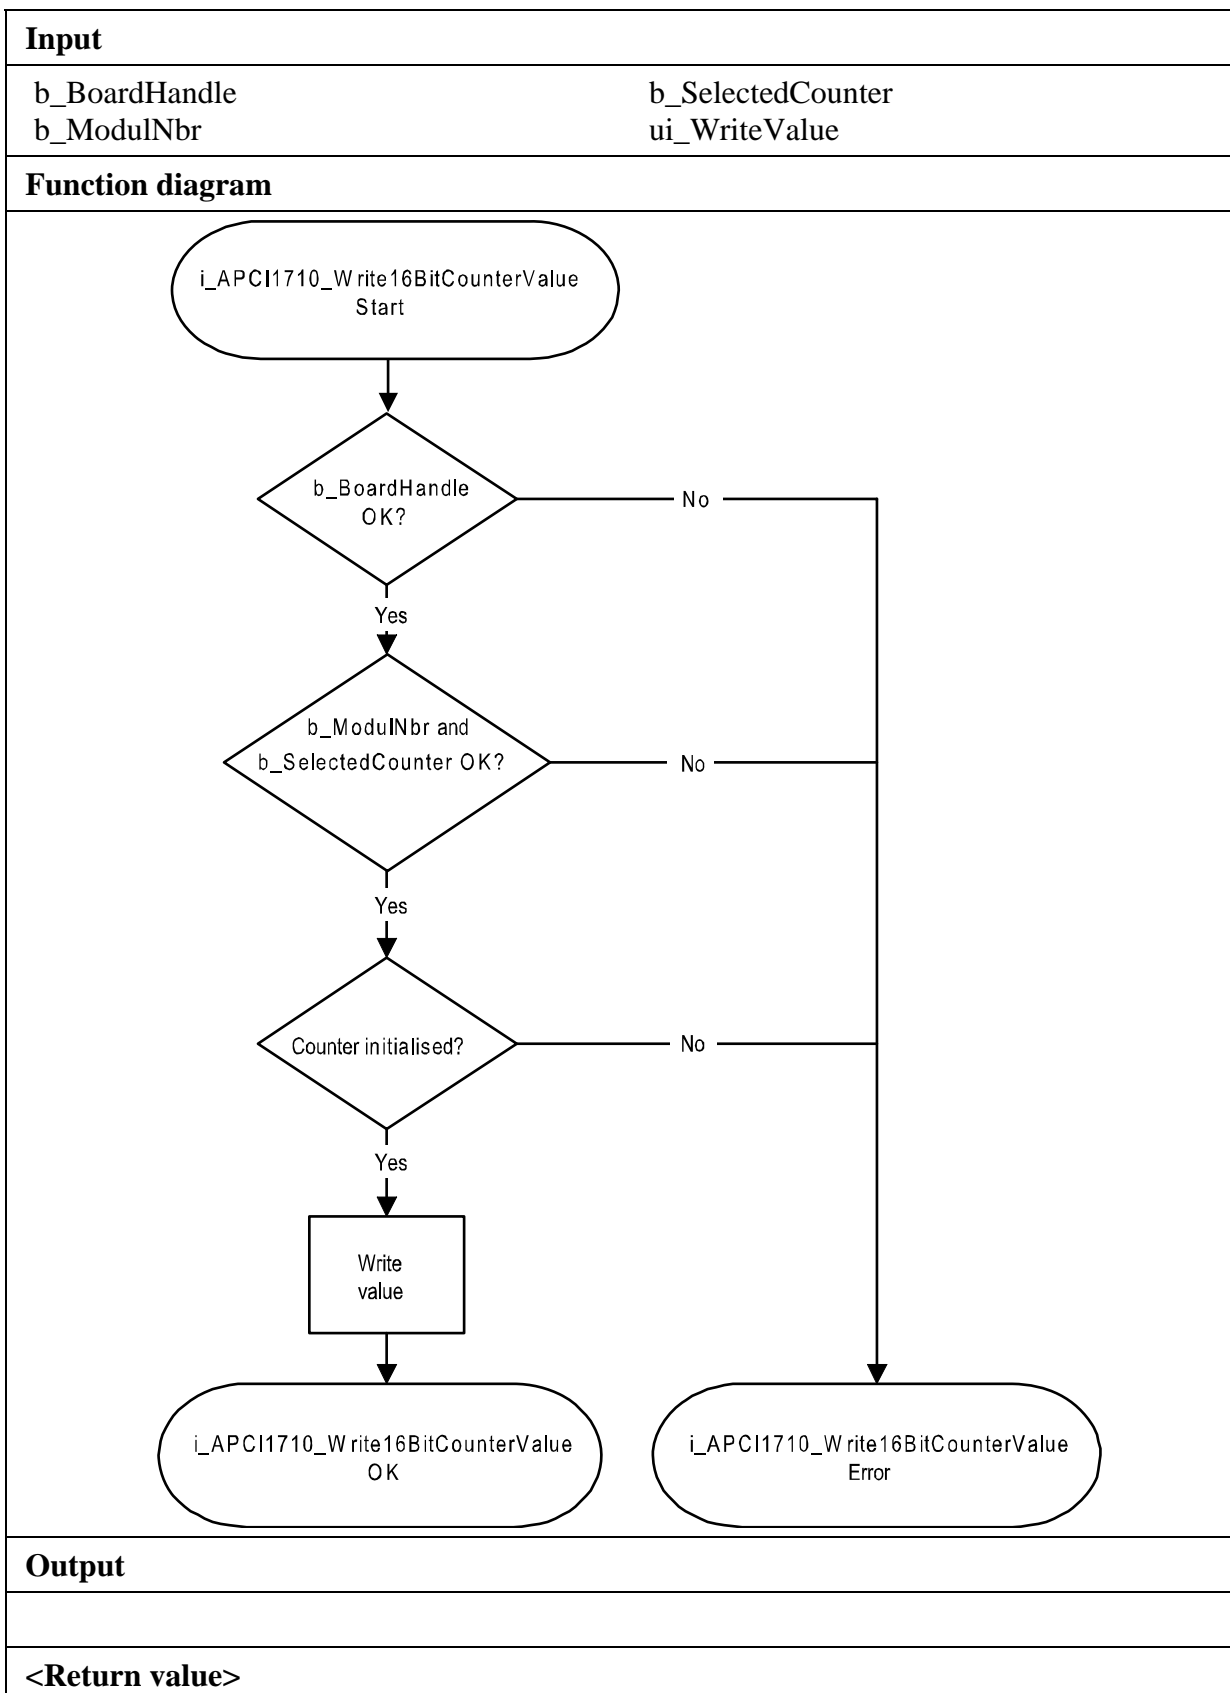 Input
b_BoardHandle b_SelectedCounter
b_ModulNbr ui_WriteValue
Function diagram
i_APCI1710_Write16BitCounterValue
Start
b_BoardHandle
OK?
No
Yes
b_ModulNbr and
b_SelectedCounter OK?
No
Yes
Counter initialised?
No
Yes
Write
value
i_APCI1710_Write16BitCounterValue
OK
i_APCI1710_Write16BitCounterValue
Error
Output
<Return value>